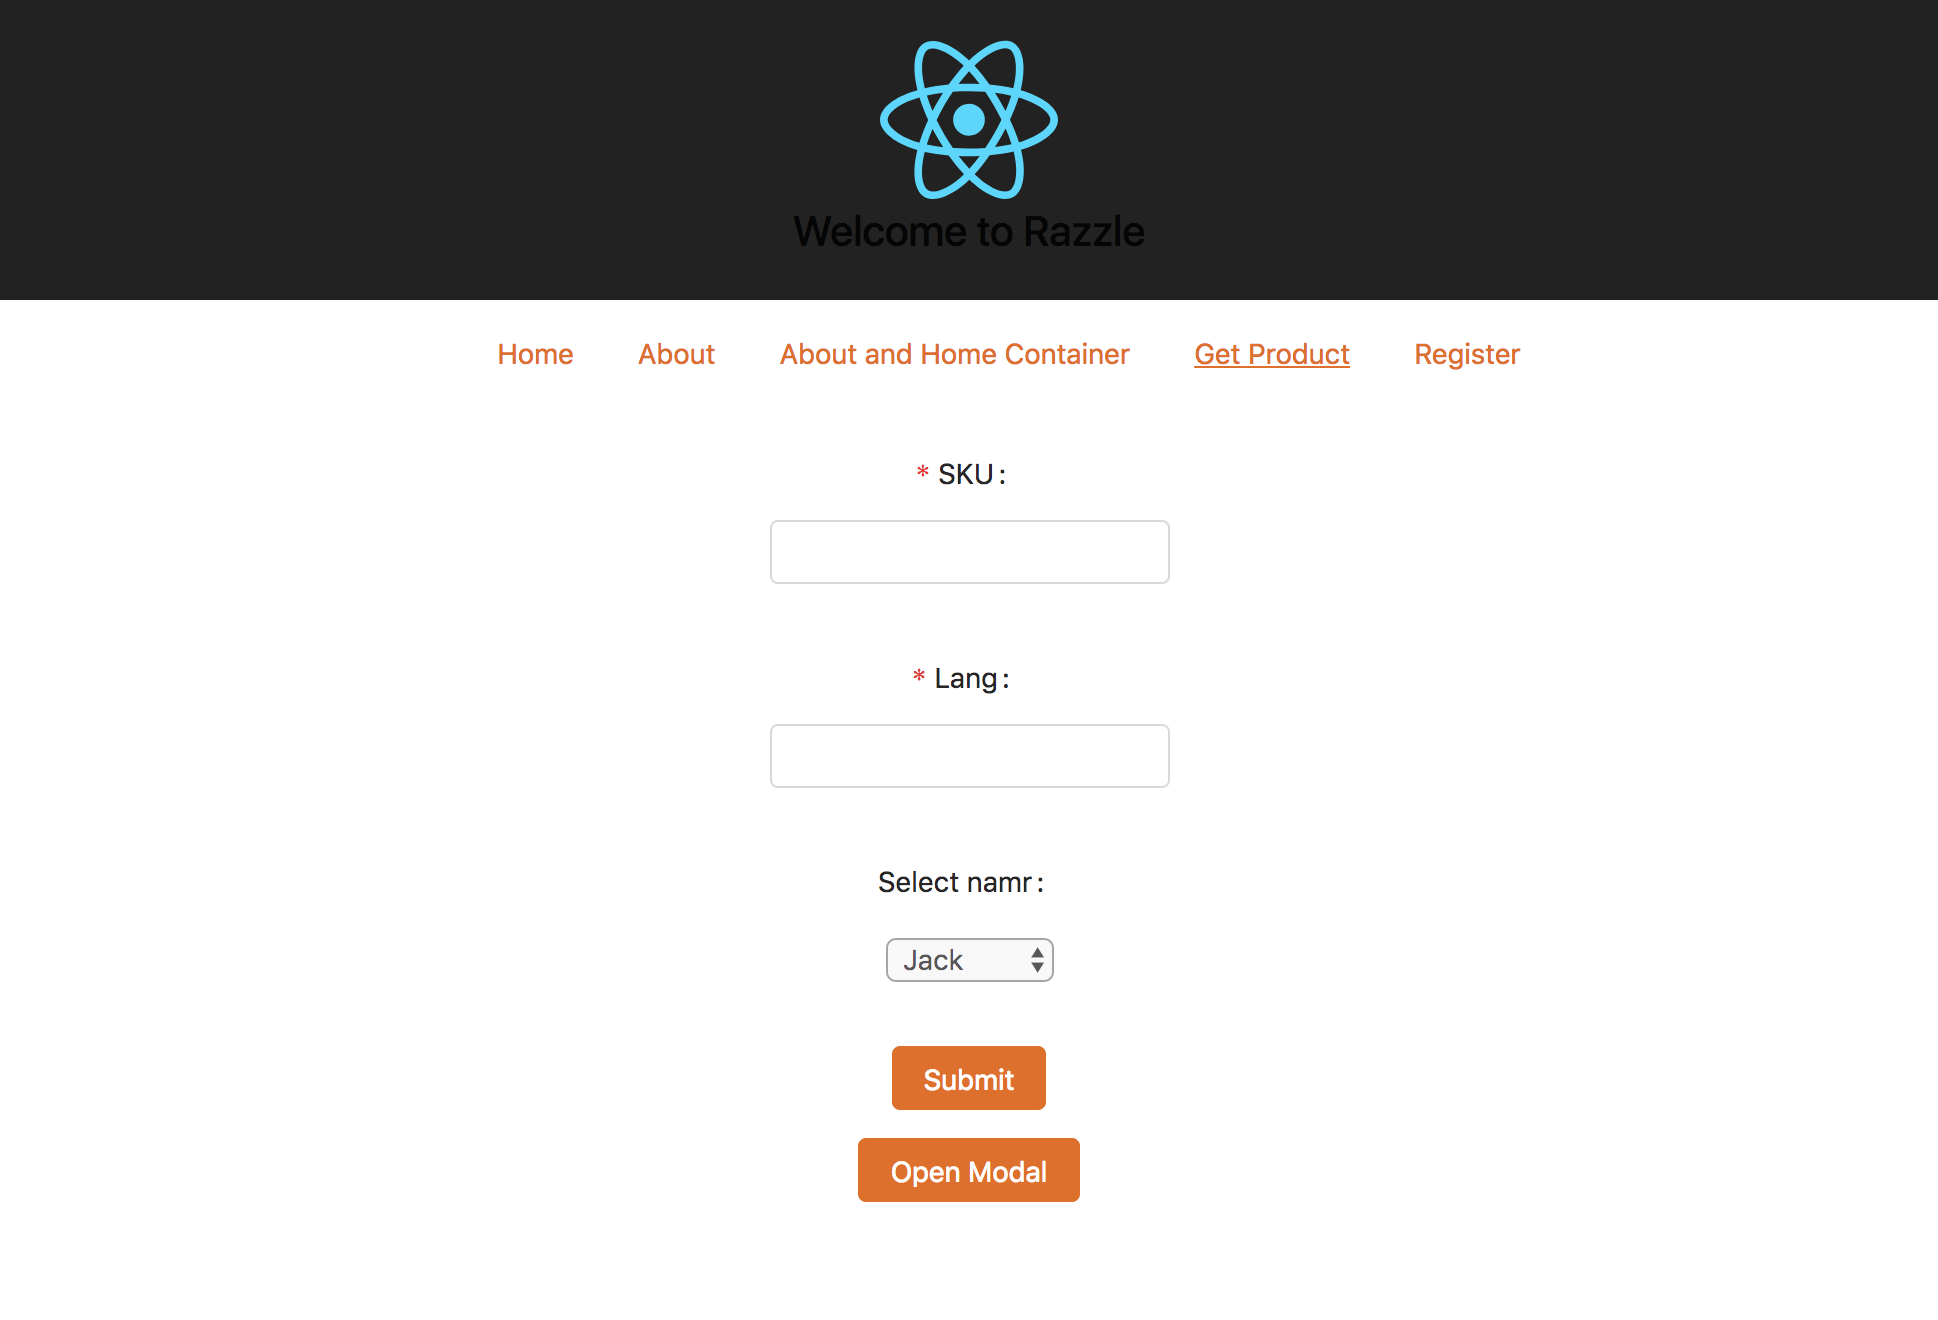 Welcome to Razzle
Home About About and Home Container Get Product Register
* SKU:
* Lang:
Select namr:
Jack
Submit
Open Modal